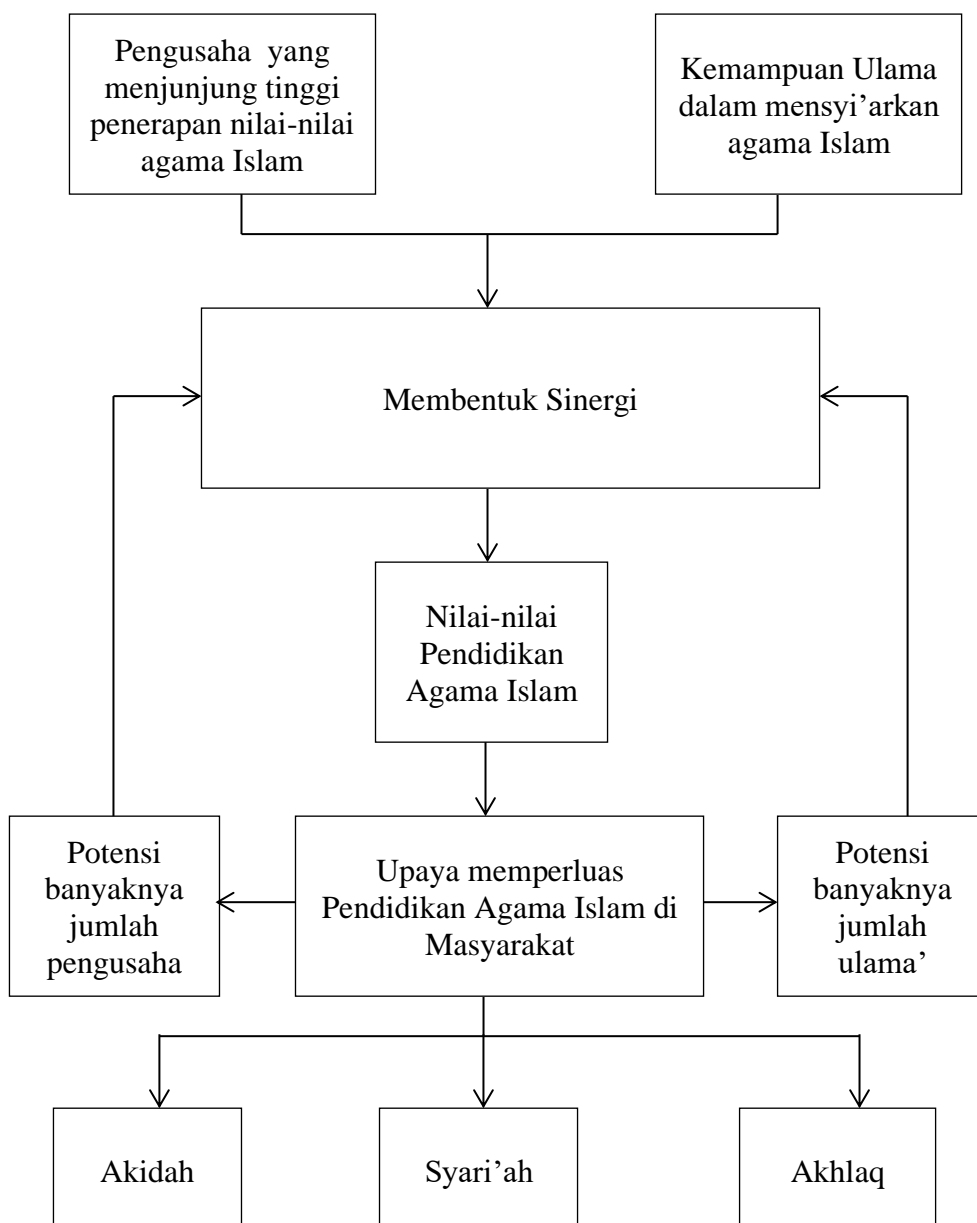 Pengusaha yang
menjunjung tinggi
penerapan nilai-nilai
agama Islam
Kemampuan Ulama
dalam mensyi’arkan
agama Islam
Membentuk Sinergi
Nilai-nilai
Pendidikan
Agama Islam
Potensi
banyaknya
jumlah
pengusaha
Upaya memperluas
Pendidikan Agama Islam di
Masyarakat
Potensi
banyaknya
jumlah
ulama’
Akidah
Syari’ah
Akhlaq